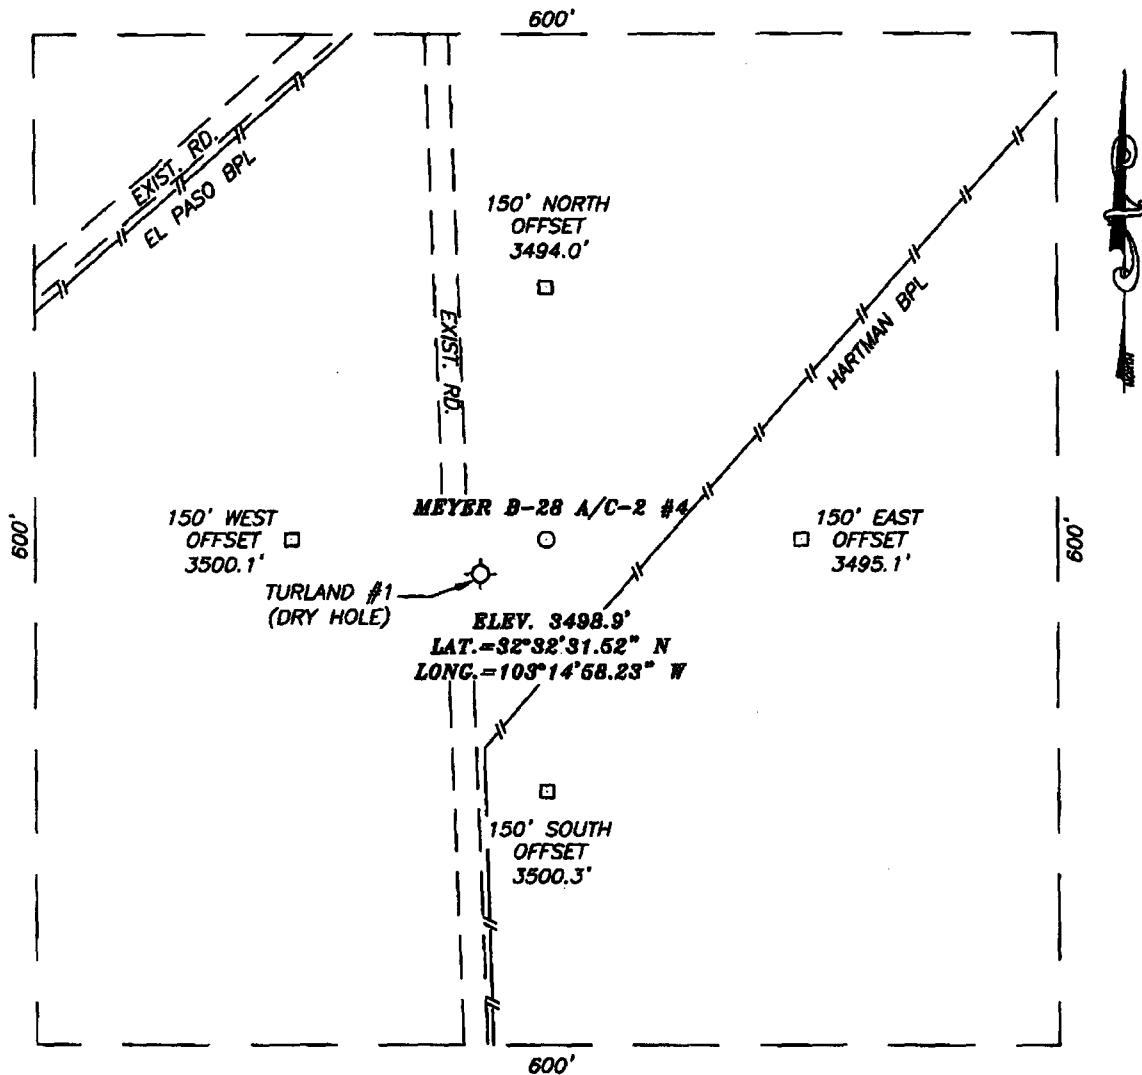 600'
EXIST. RD.
EL PASO BPL
150' NORTH
OFFSET
3494.0'
NORTH
EXIST. RD.
HARTMAN BPL
600'
150' WEST
OFFSET
3500.1'
MEYER B-28 A/C-2 #4
150' EAST
OFFSET
3495.1'
600'
TURLAND #1
(DRY HOLE)
ELEV. 3498.9'
LAT.=32°32'31.52" N
LONG.=103°14'58.23" W
150' SOUTH
OFFSET
3500.3'
600'